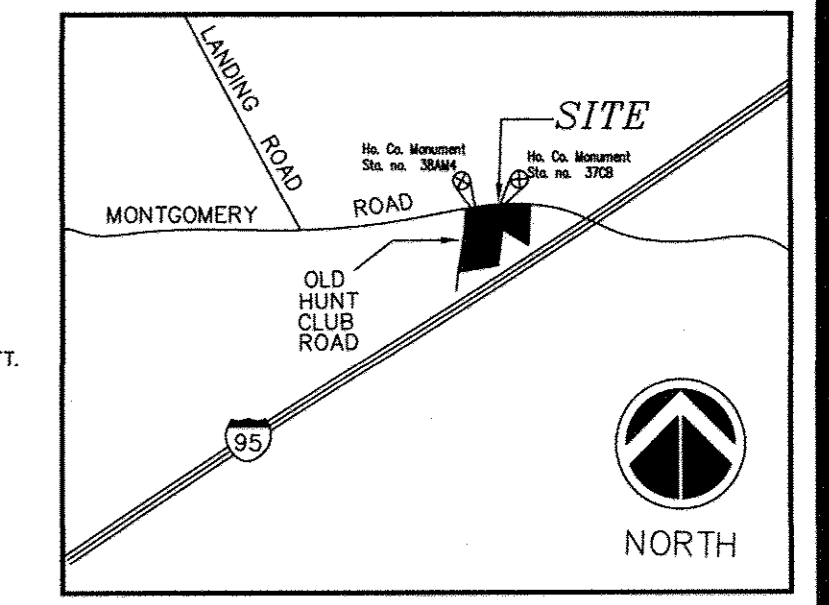 LANDING ROAD
SITE
Ho. Co. Monument
Sta. no. 38AM4
Ho. Co. Monument
Sta. no. 37C8
MONTGOMERY ROAD
OLD
HUNT
CLUB
ROAD
TT.
95
NORTH